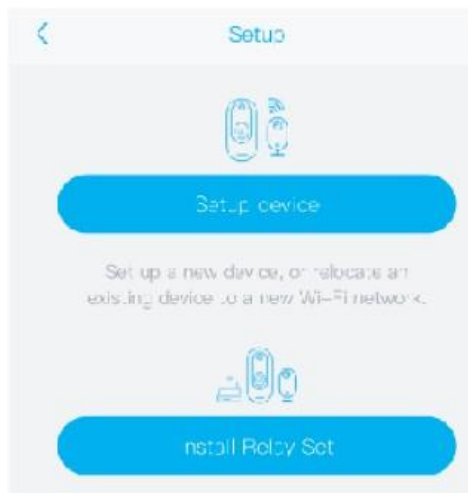 Setup
Setup device
Set up a new device, or relocate an
existing device to a new Wi-Fi network.
Install Relay Set